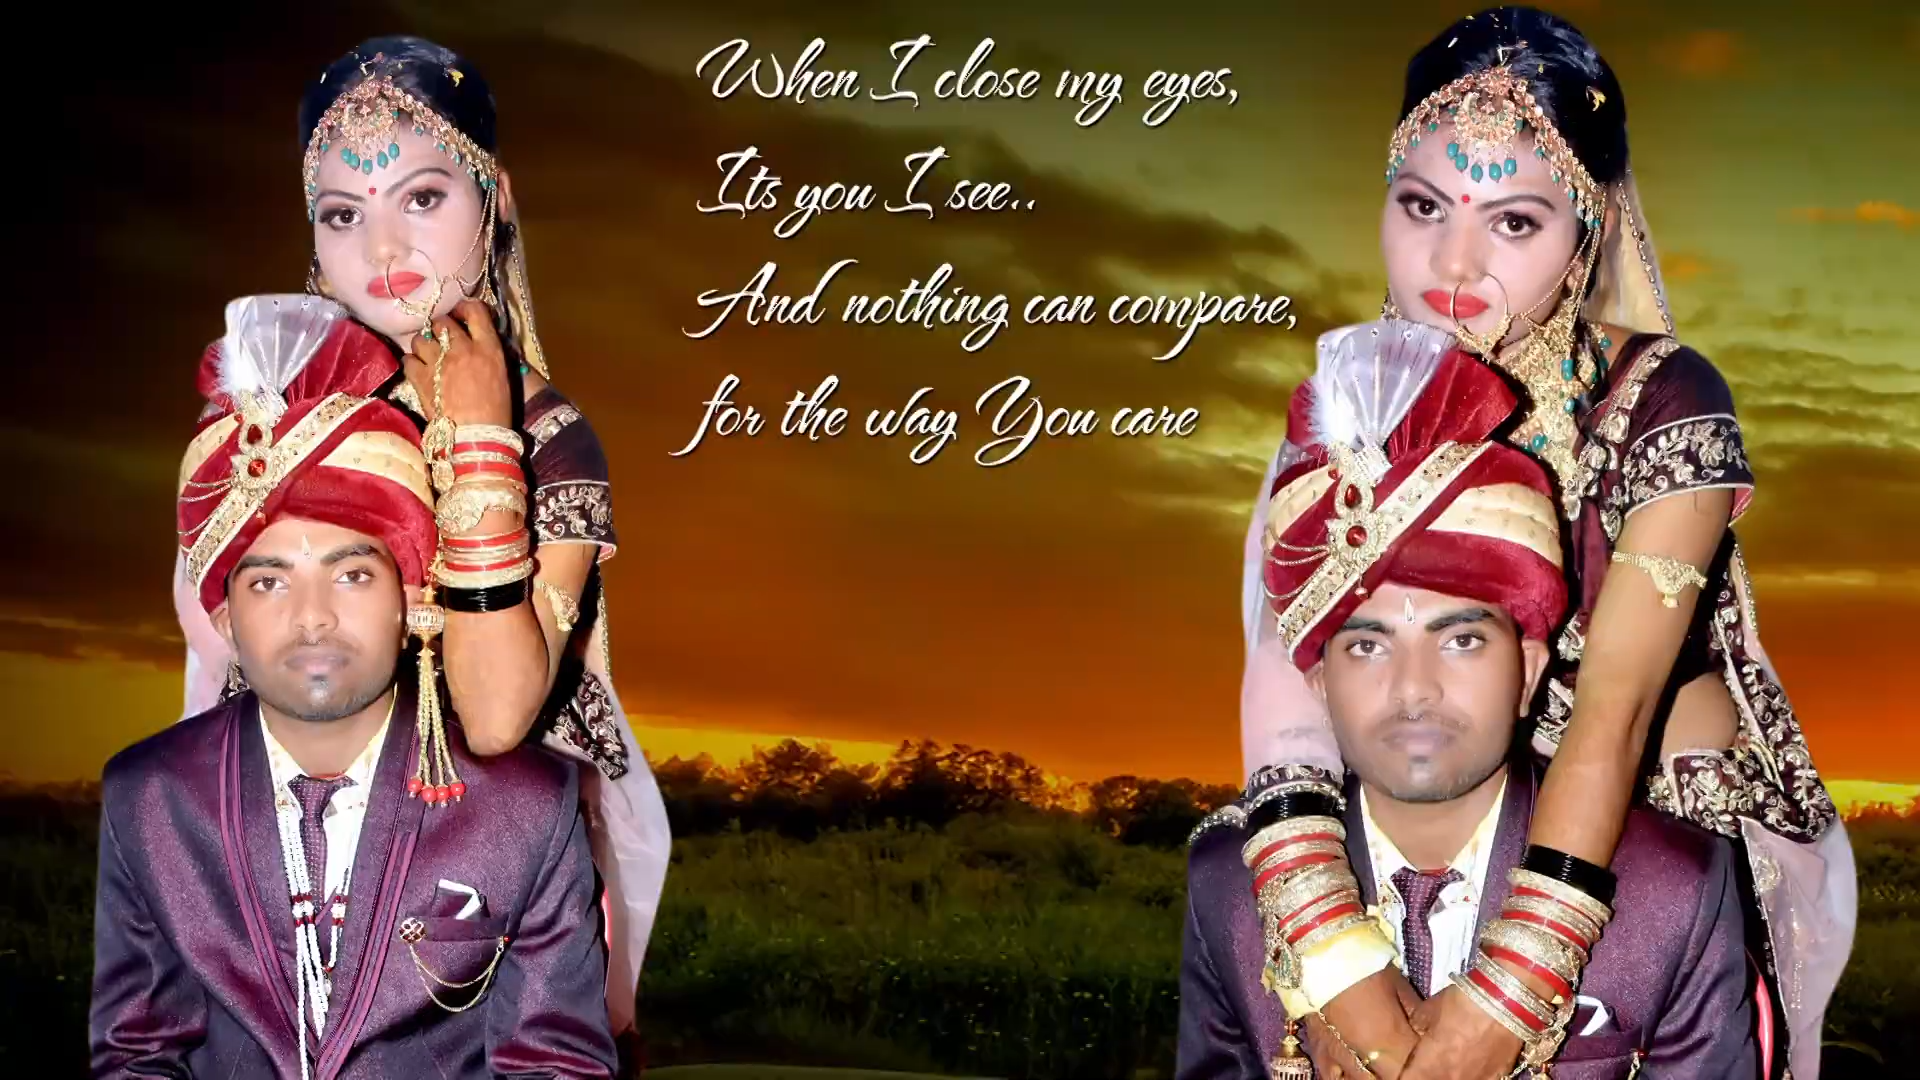 When I close my eyes,
Its you I see..
And nothing can compare,
for the way You care